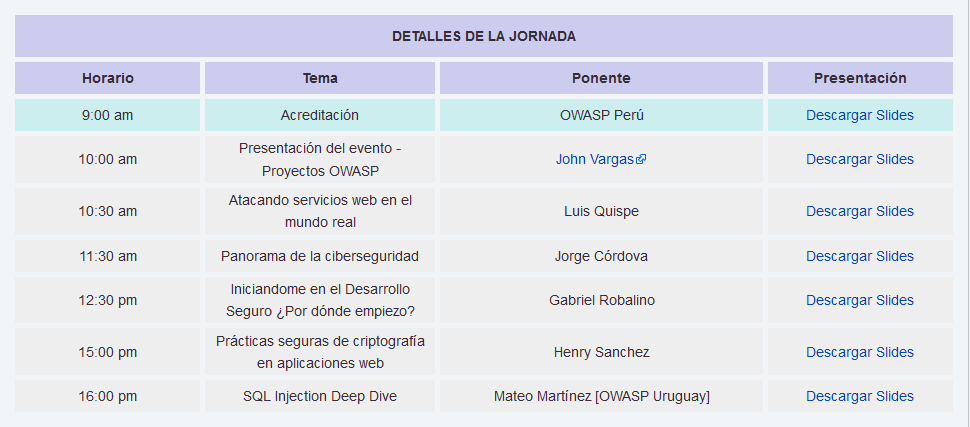 DETALLES DE LA JORNADA
Horario Tema Ponente Presentación
9:00 am Acreditación OWASP Perú Descargar Slides
10:00 am Presentación del evento - Proyectos OWASP John Vargas Descargar Slides
10:30 am Atacando servicios web en el mundo real Luis Quispe Descargar Slides
11:30 am Panorama de la ciberseguridad Jorge Córdova Descargar Slides
12:30 pm Iniciandome en el Desarrollo Seguro ¿Por dónde empiezo? Gabriel Robalino Descargar Slides
15:00 pm Prácticas seguras de criptografía en aplicaciones web Henry Sanchez Descargar Slides
16:00 pm SQL Injection Deep Dive Mateo Martínez [OWASP Uruguay] Descargar Slides